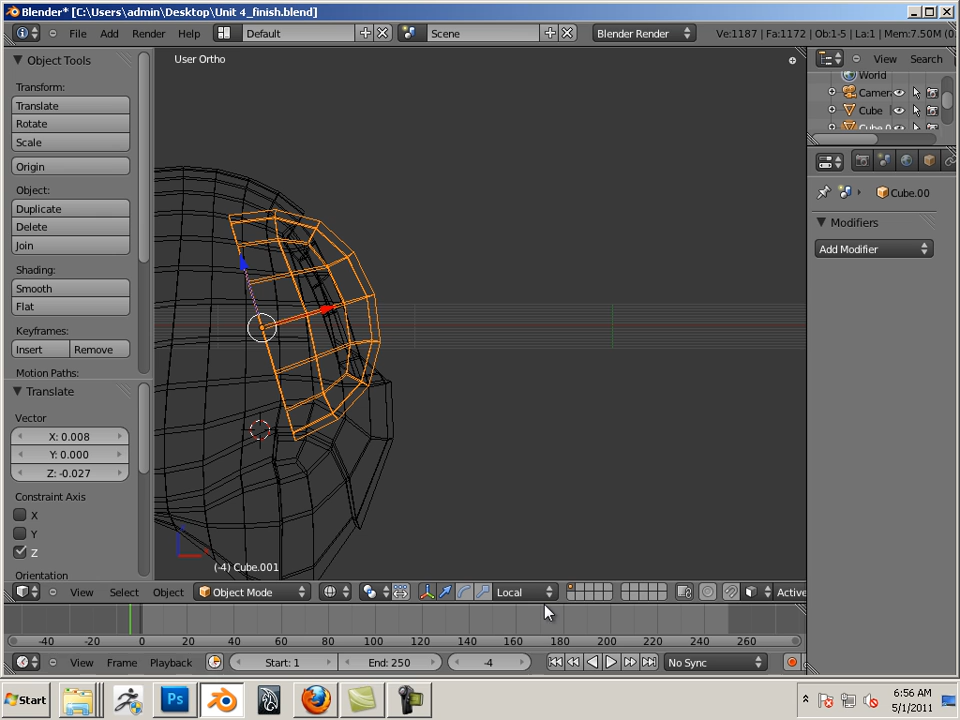 Blender* [C:\Users\admin\Desktop\Unit 4_finish.blend]
File Add Render Help Default Scene Blender Render Ve:1187 | Fa:1172 | Ob:1-5 | La:1 | Mem:7.50M (0
Object Tools
Transform:
Translate
Rotate
Scale
Origin
Object:
Duplicate
Delete
Join
Shading:
Smooth
Flat
Keyframes:
Insert Remove
Motion Paths:
Translate
Vector
X: 0.008
Y: 0.000
Z: -0.027
Constraint Axis
X
Y
Z
Orientation
User Ortho
(-4) Cube.001
View Search
World
Camer
Cube
Cube.0
Cube.00
Modifiers
Add Modifier
View Select Object Object Mode Local Active
-40 -20 0 20 40 60 80 100 120 140 160 180 200 220 240 260
View Frame Playback Start: 1 End: 250 -4 No Sync
Start Ps 6:56 AM
5/1/2011